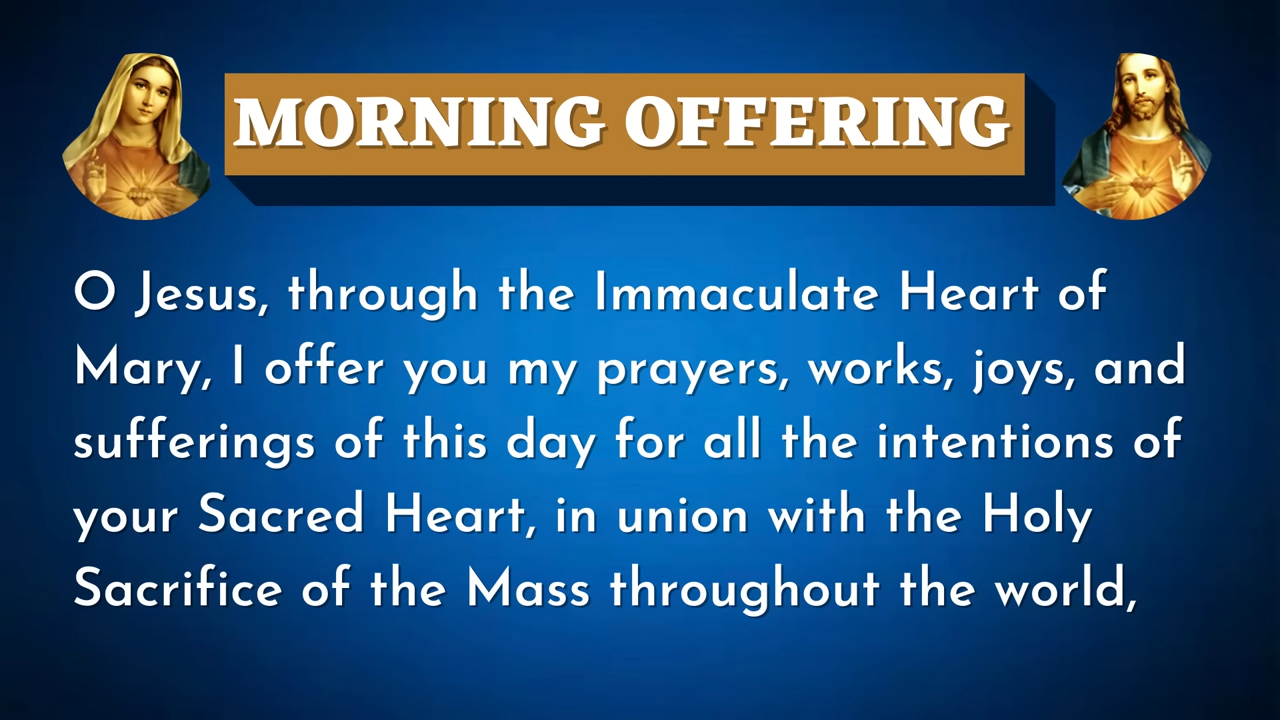 MORNING OFFERING
O Jesus, through the Immaculate Heart of
Mary, I offer you my prayers, works, joys, and
sufferings of this day for all the intentions of
your Sacred Heart, in union with the Holy
Sacrifice of the Mass throughout the world,